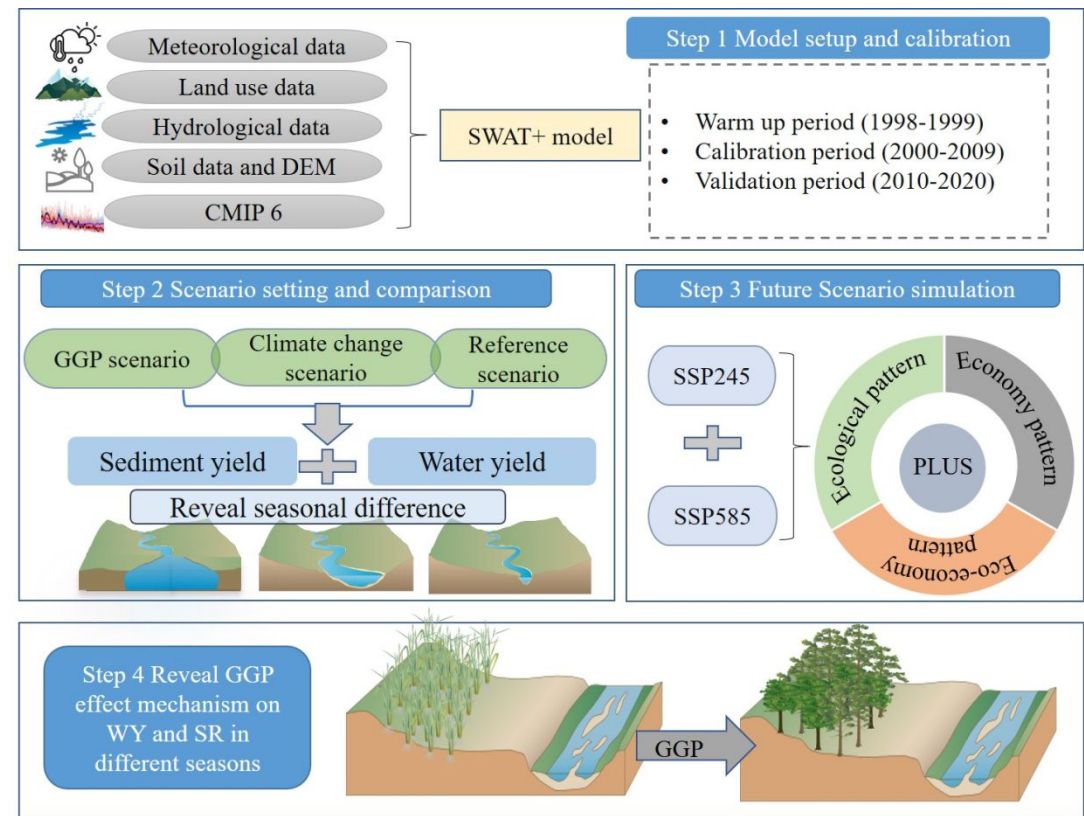 Meteorological data
Land use data
Hydrological data
Soil data and DEM
CMIP 6
SWAT+ model
Step 1 Model setup and calibration
• Warm up period (1998-1999)
• Calibration period (2000-2009)
• Validation period (2010-2020)
Step 2 Scenario setting and comparison
GGP scenario
Climate change
scenario
Reference
scenario
Sediment yield
Water yield
Reveal seasonal difference
Step 3 Future Scenario simulation
SSP245
SSP585
Ecological pattern
Economy pattern
PLUS
Eco-economy
pattern
Step 4 Reveal GGP
effect mechanism on
WY and SR in
different seasons
GGP